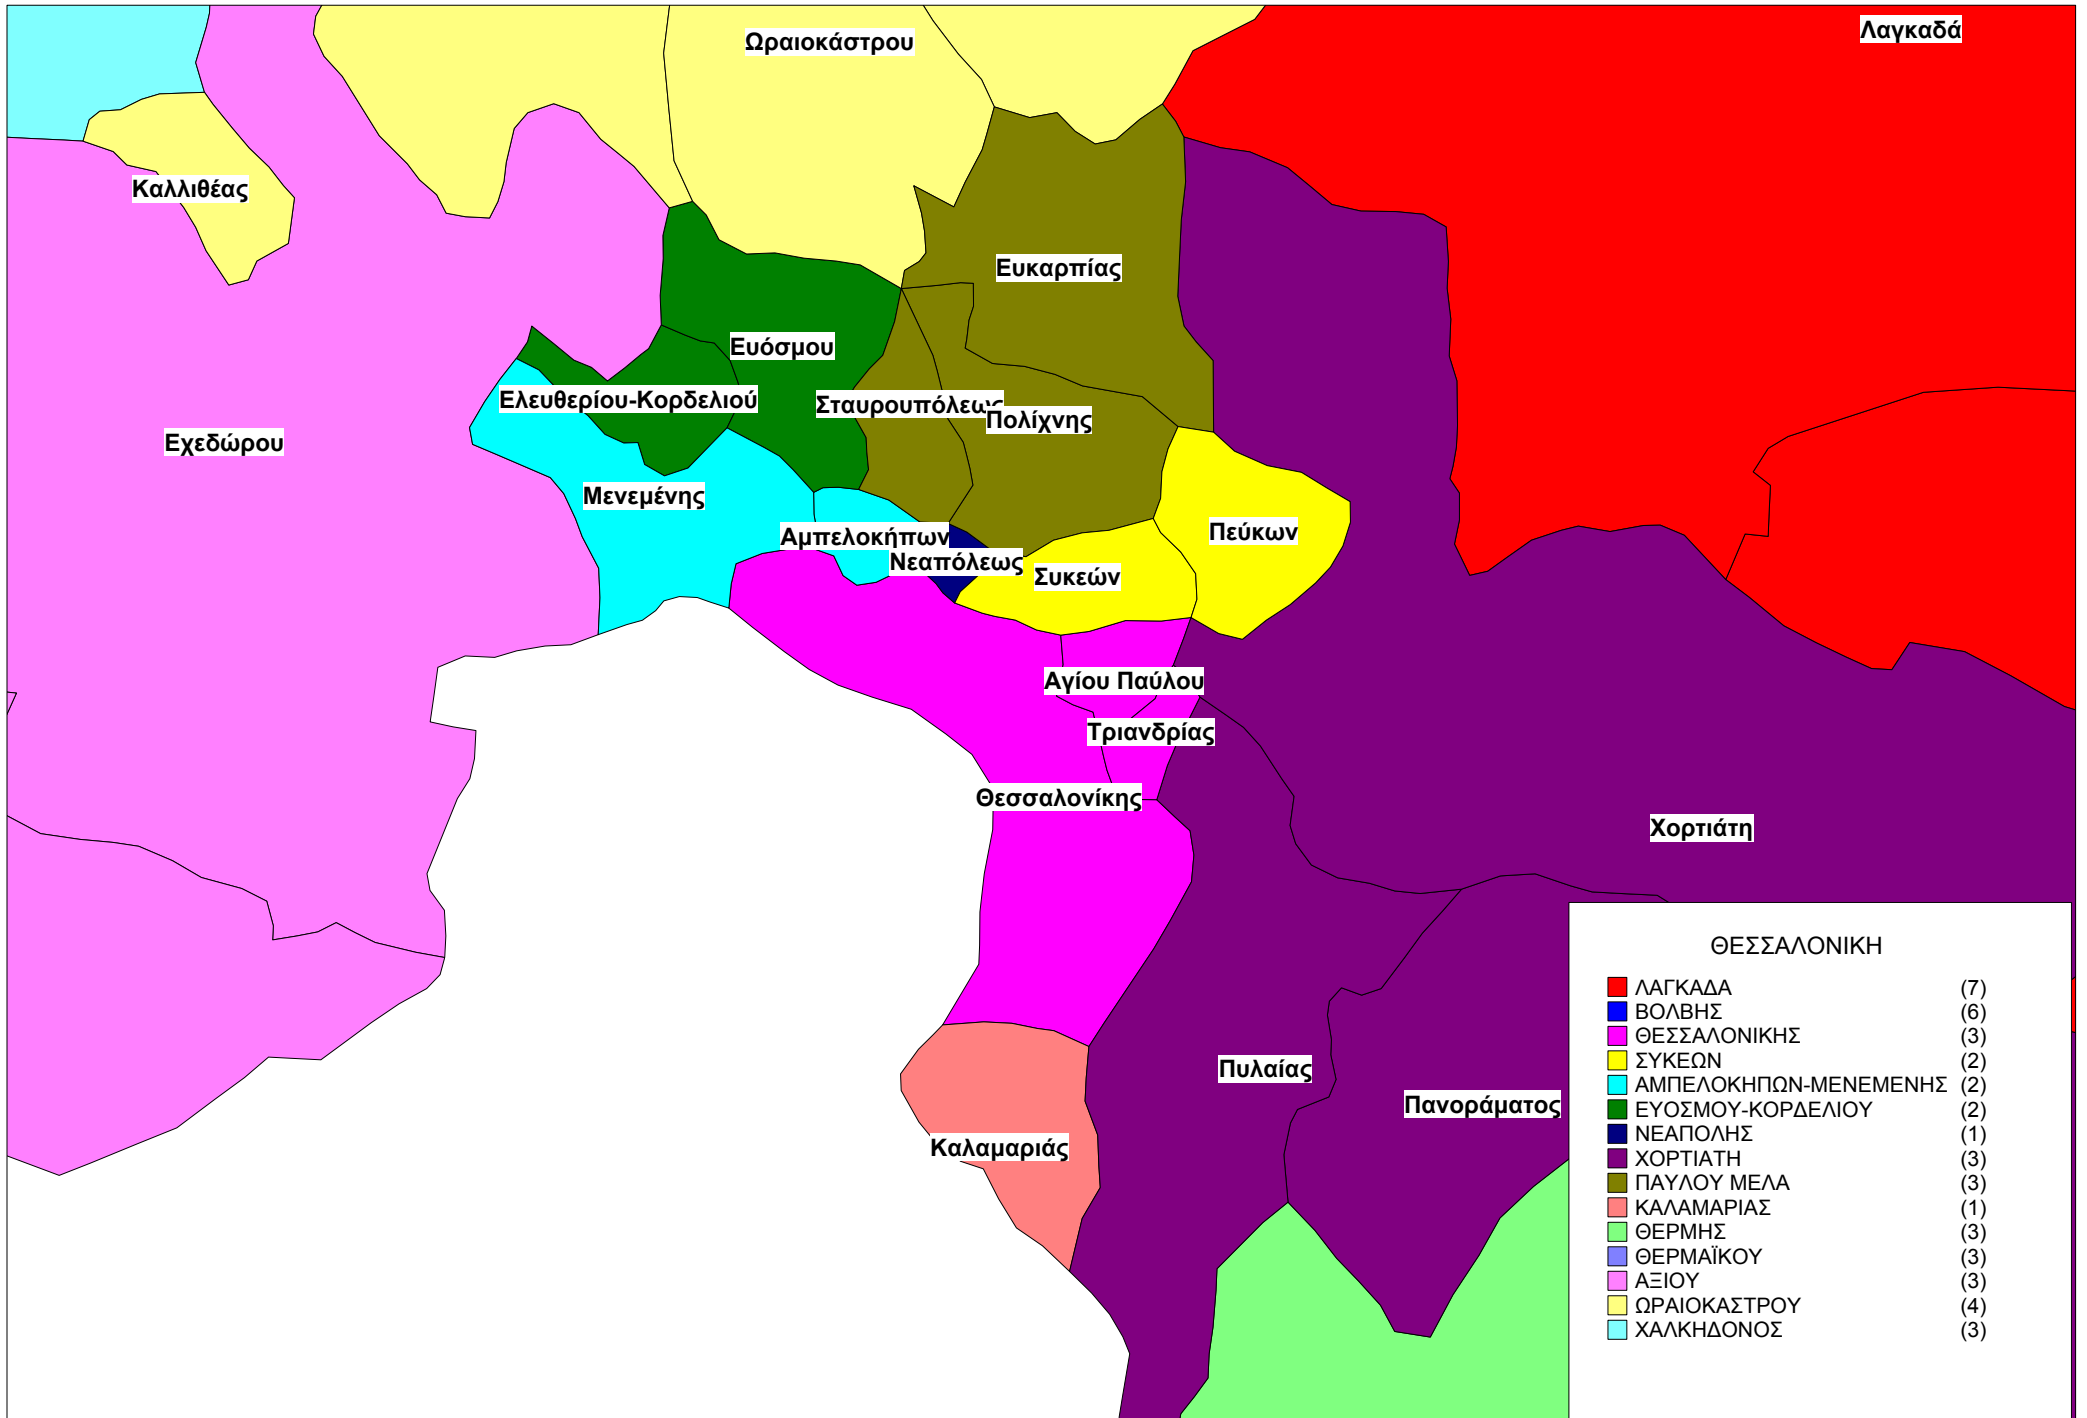 Λαγκαδά
Ωραιοκάστρου
Καλλιθέας
Ευκαρπίας
Ευόσμου
Ελευθερίου-Κορδελιού
Σταυρουπόλεως
Πολίχνης
Εχεδώρου
Μενεμένης
Αμπελοκήπων
Πεύκων
Νεαπόλεως
Συκεών
Αγίου Παύλου
Τριανδρίας
Θεσσαλονίκης
Χορτιάτη
Πυλαίας
Πανοράματος
Καλαμαριάς
ΘΕΣΣΑΛΟΝΙΚΗ
ΛΑΓΚΑΔΑ (7)
ΒΟΛΒΗΣ (6)
ΘΕΣΣΑΛΟΝΙΚΗΣ (3)
ΣΥΚΕΩΝ (2)
ΑΜΠΕΛΟΚΗΠΩΝ-ΜΕΝΕΜΕΝΗΣ (2)
ΕΥΟΣΜΟΥ-ΚΟΡΔΕΛΙΟΥ (2)
ΝΕΑΠΟΛΗΣ (1)
ΧΟΡΤΙΑΤΗ (3)
ΠΑΥΛΟΥ ΜΕΛΑ (3)
ΚΑΛΑΜΑΡΙΑΣ (1)
ΘΕΡΜΗΣ (3)
ΘΕΡΜΑΪΚΟΥ (3)
ΑΞΙΟΥ (3)
ΩΡΑΙΟΚΑΣΤΡΟΥ (4)
ΧΑΛΚΗΔΟΝΟΣ (3)